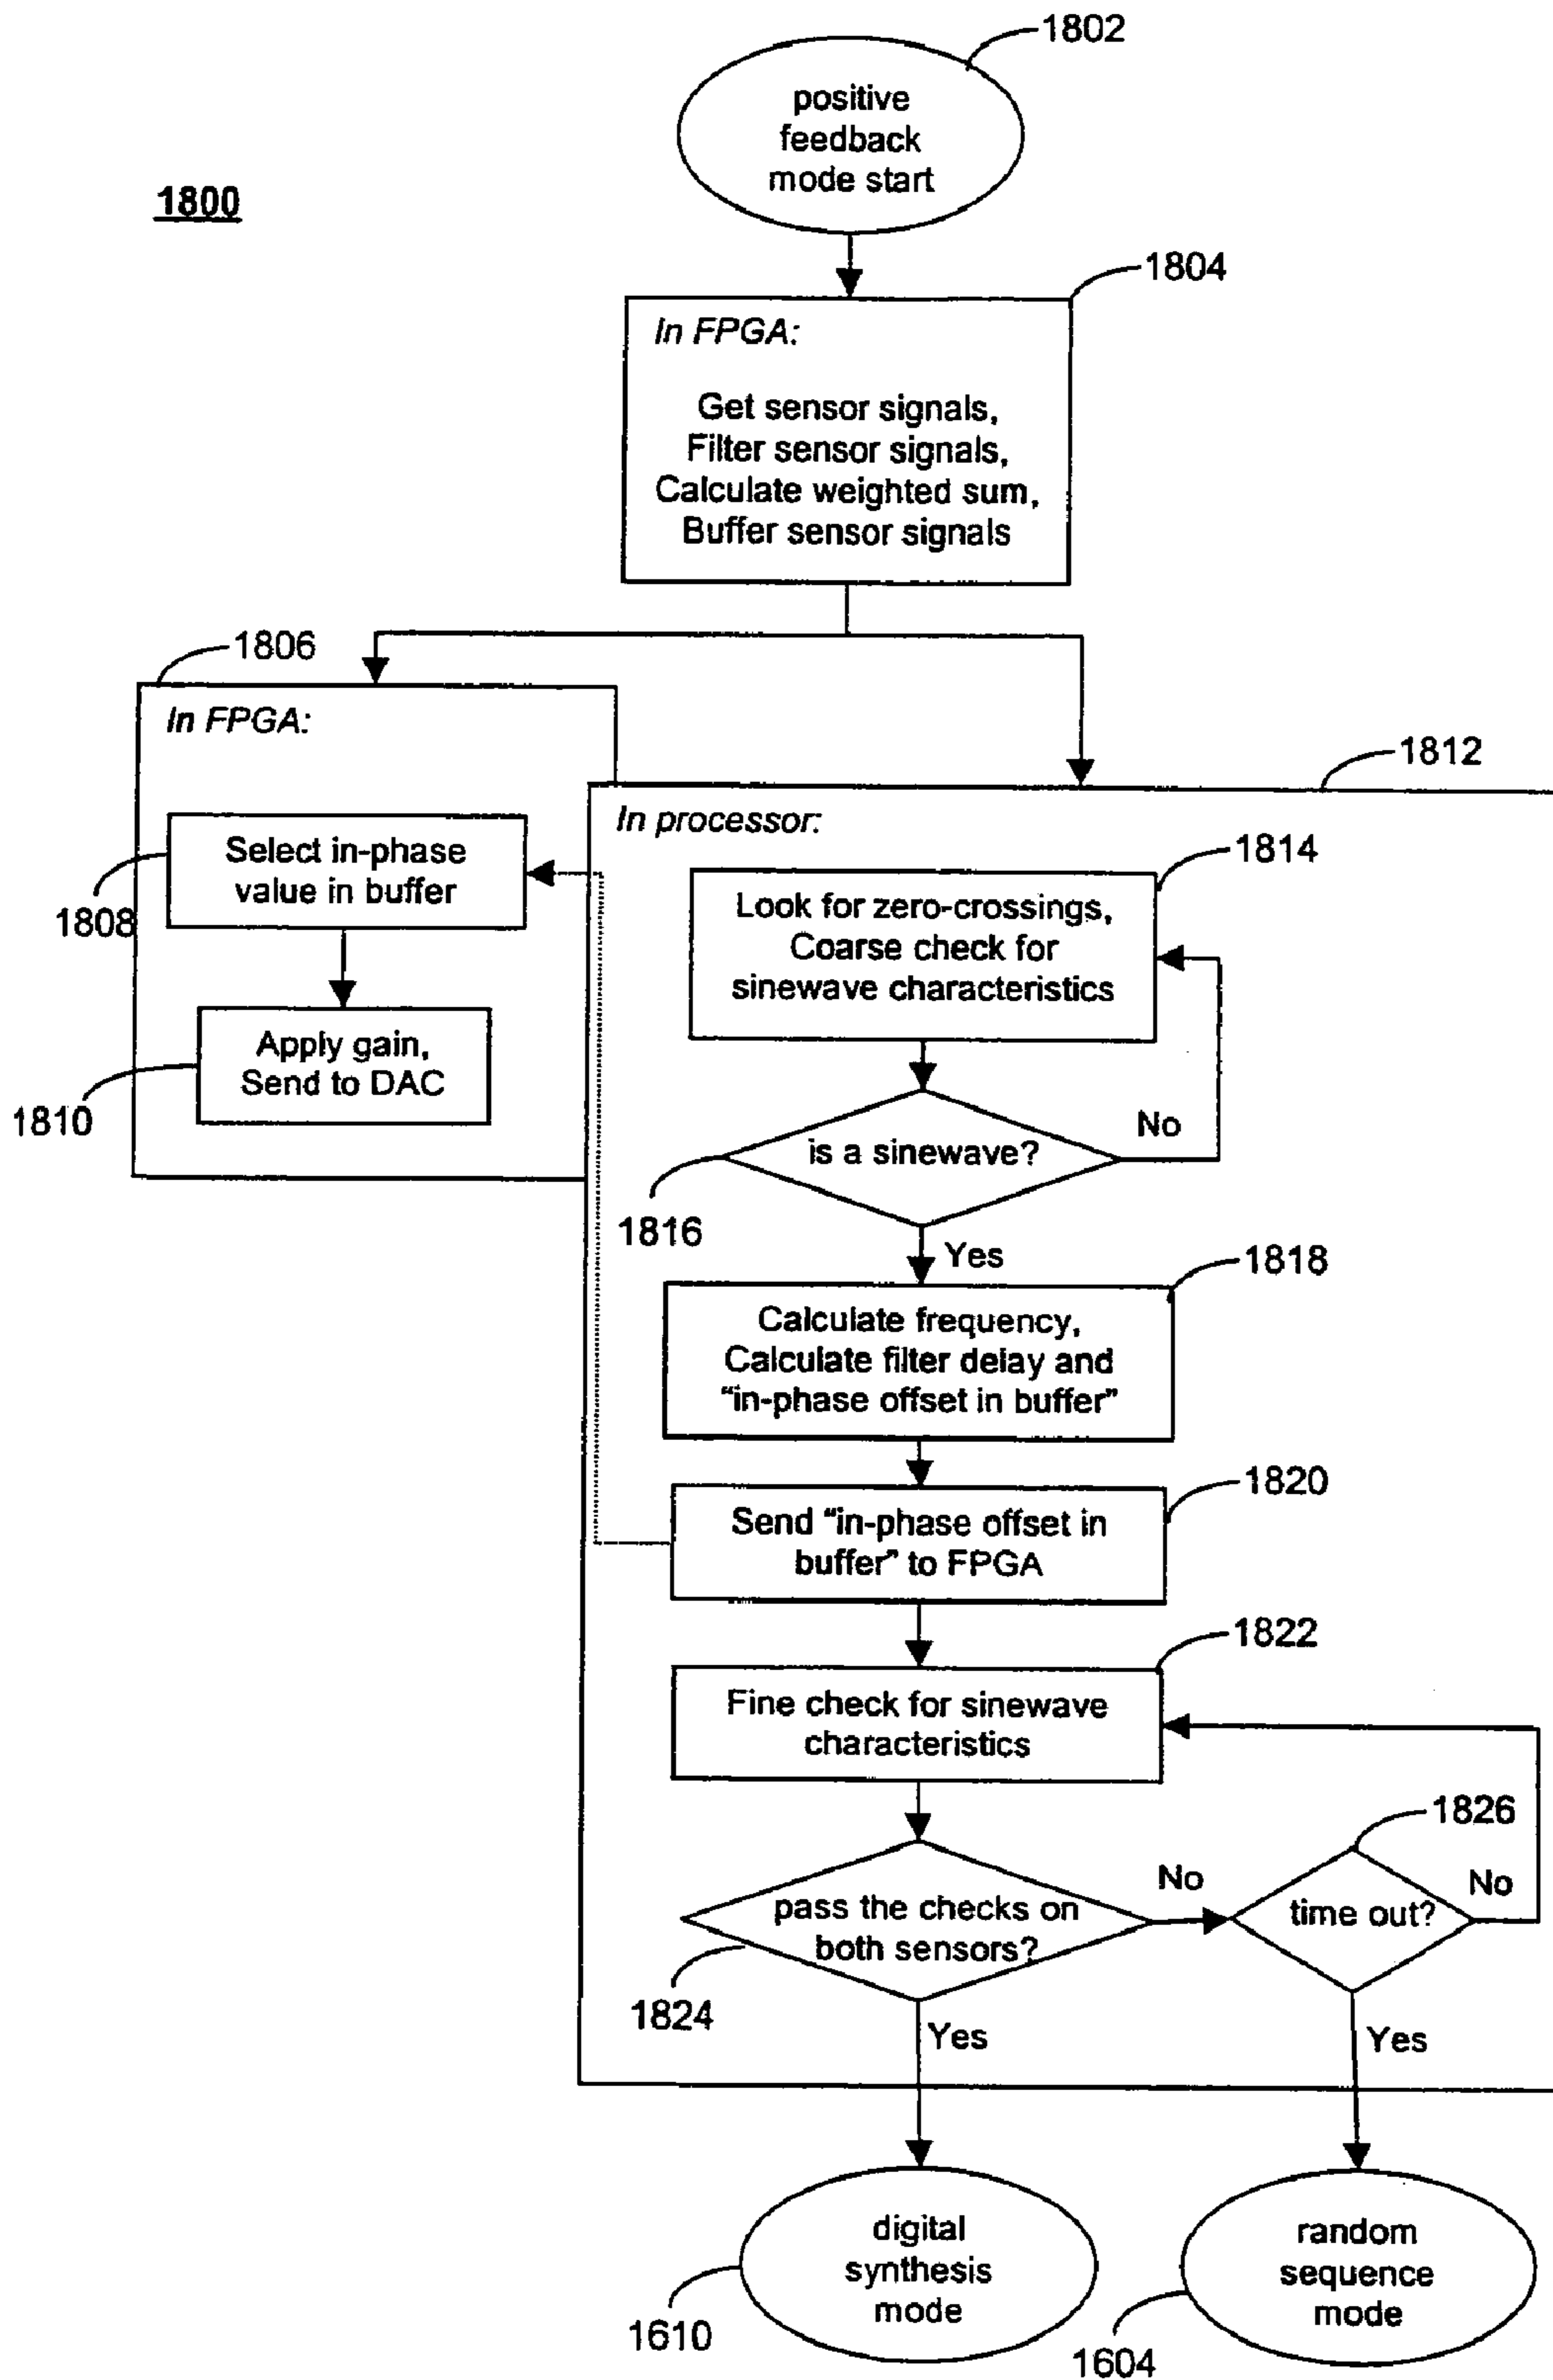 1802
positive
feedback
mode start
1800
1804
In FPGA:
Get sensor signals,
Filter sensor signals,
Calculate weighted sum,
Buffer sensor signals
1806
In FPGA:
1812
In processor:
Select in-phase
value in buffer
1808
1814
Look for zero-crossings,
Coarse check for
sinewave characteristics
Apply gain,
Send to DAC
1810
is a sinewave?
No
1816
Yes
1818
Calculate frequency,
Calculate filter delay and
“in-phase offset in buffer”
1820
Send “in-phase offset in
buffer” to FPGA
1822
Fine check for sinewave
characteristics
1826
pass the checks on
both sensors?
No
time out?
No
1824
Yes
Yes
digital
synthesis
mode
random
sequence
mode
1610
1604